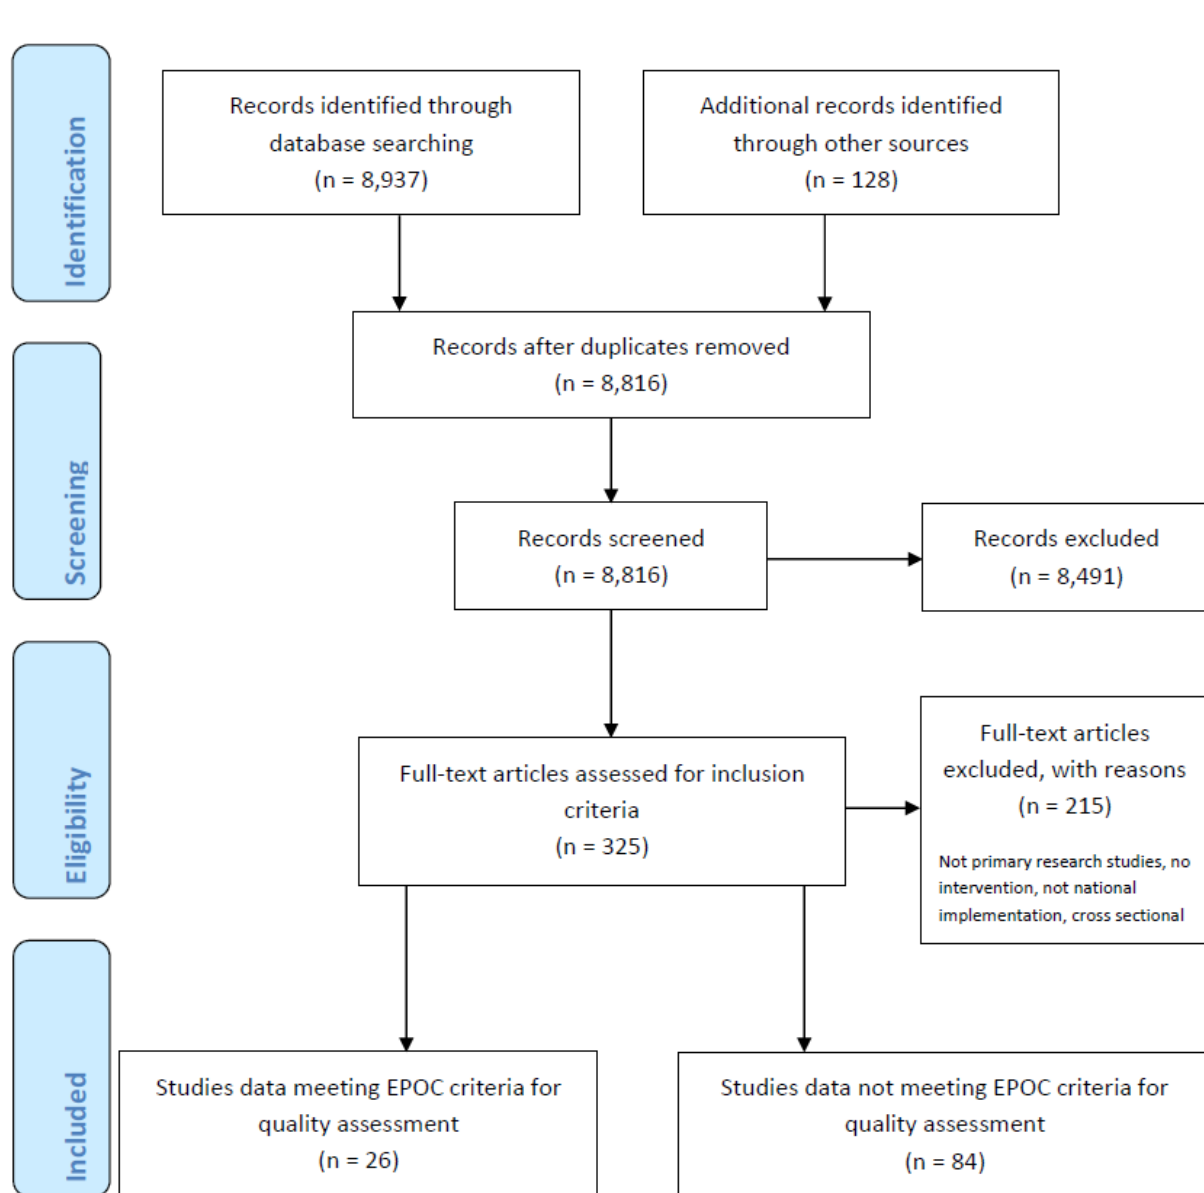 Identification
Records identified through
database searching
(n = 8,937)
Additional records identified
through other sources
(n = 128)
Records after duplicates removed
(n = 8,816)
Screening
Records screened
(n = 8,816)
Records excluded
(n = 8,491)
Eligibility
Full-text articles assessed for inclusion
criteria
(n = 325)
Full-text articles
excluded, with reasons
(n = 215)
Not primary research studies, no
intervention, not national
implementation, cross sectional
Included
Studies data meeting EPOC criteria for
quality assessment
(n = 26)
Studies data not meeting EPOC criteria for
quality assessment
(n = 84)